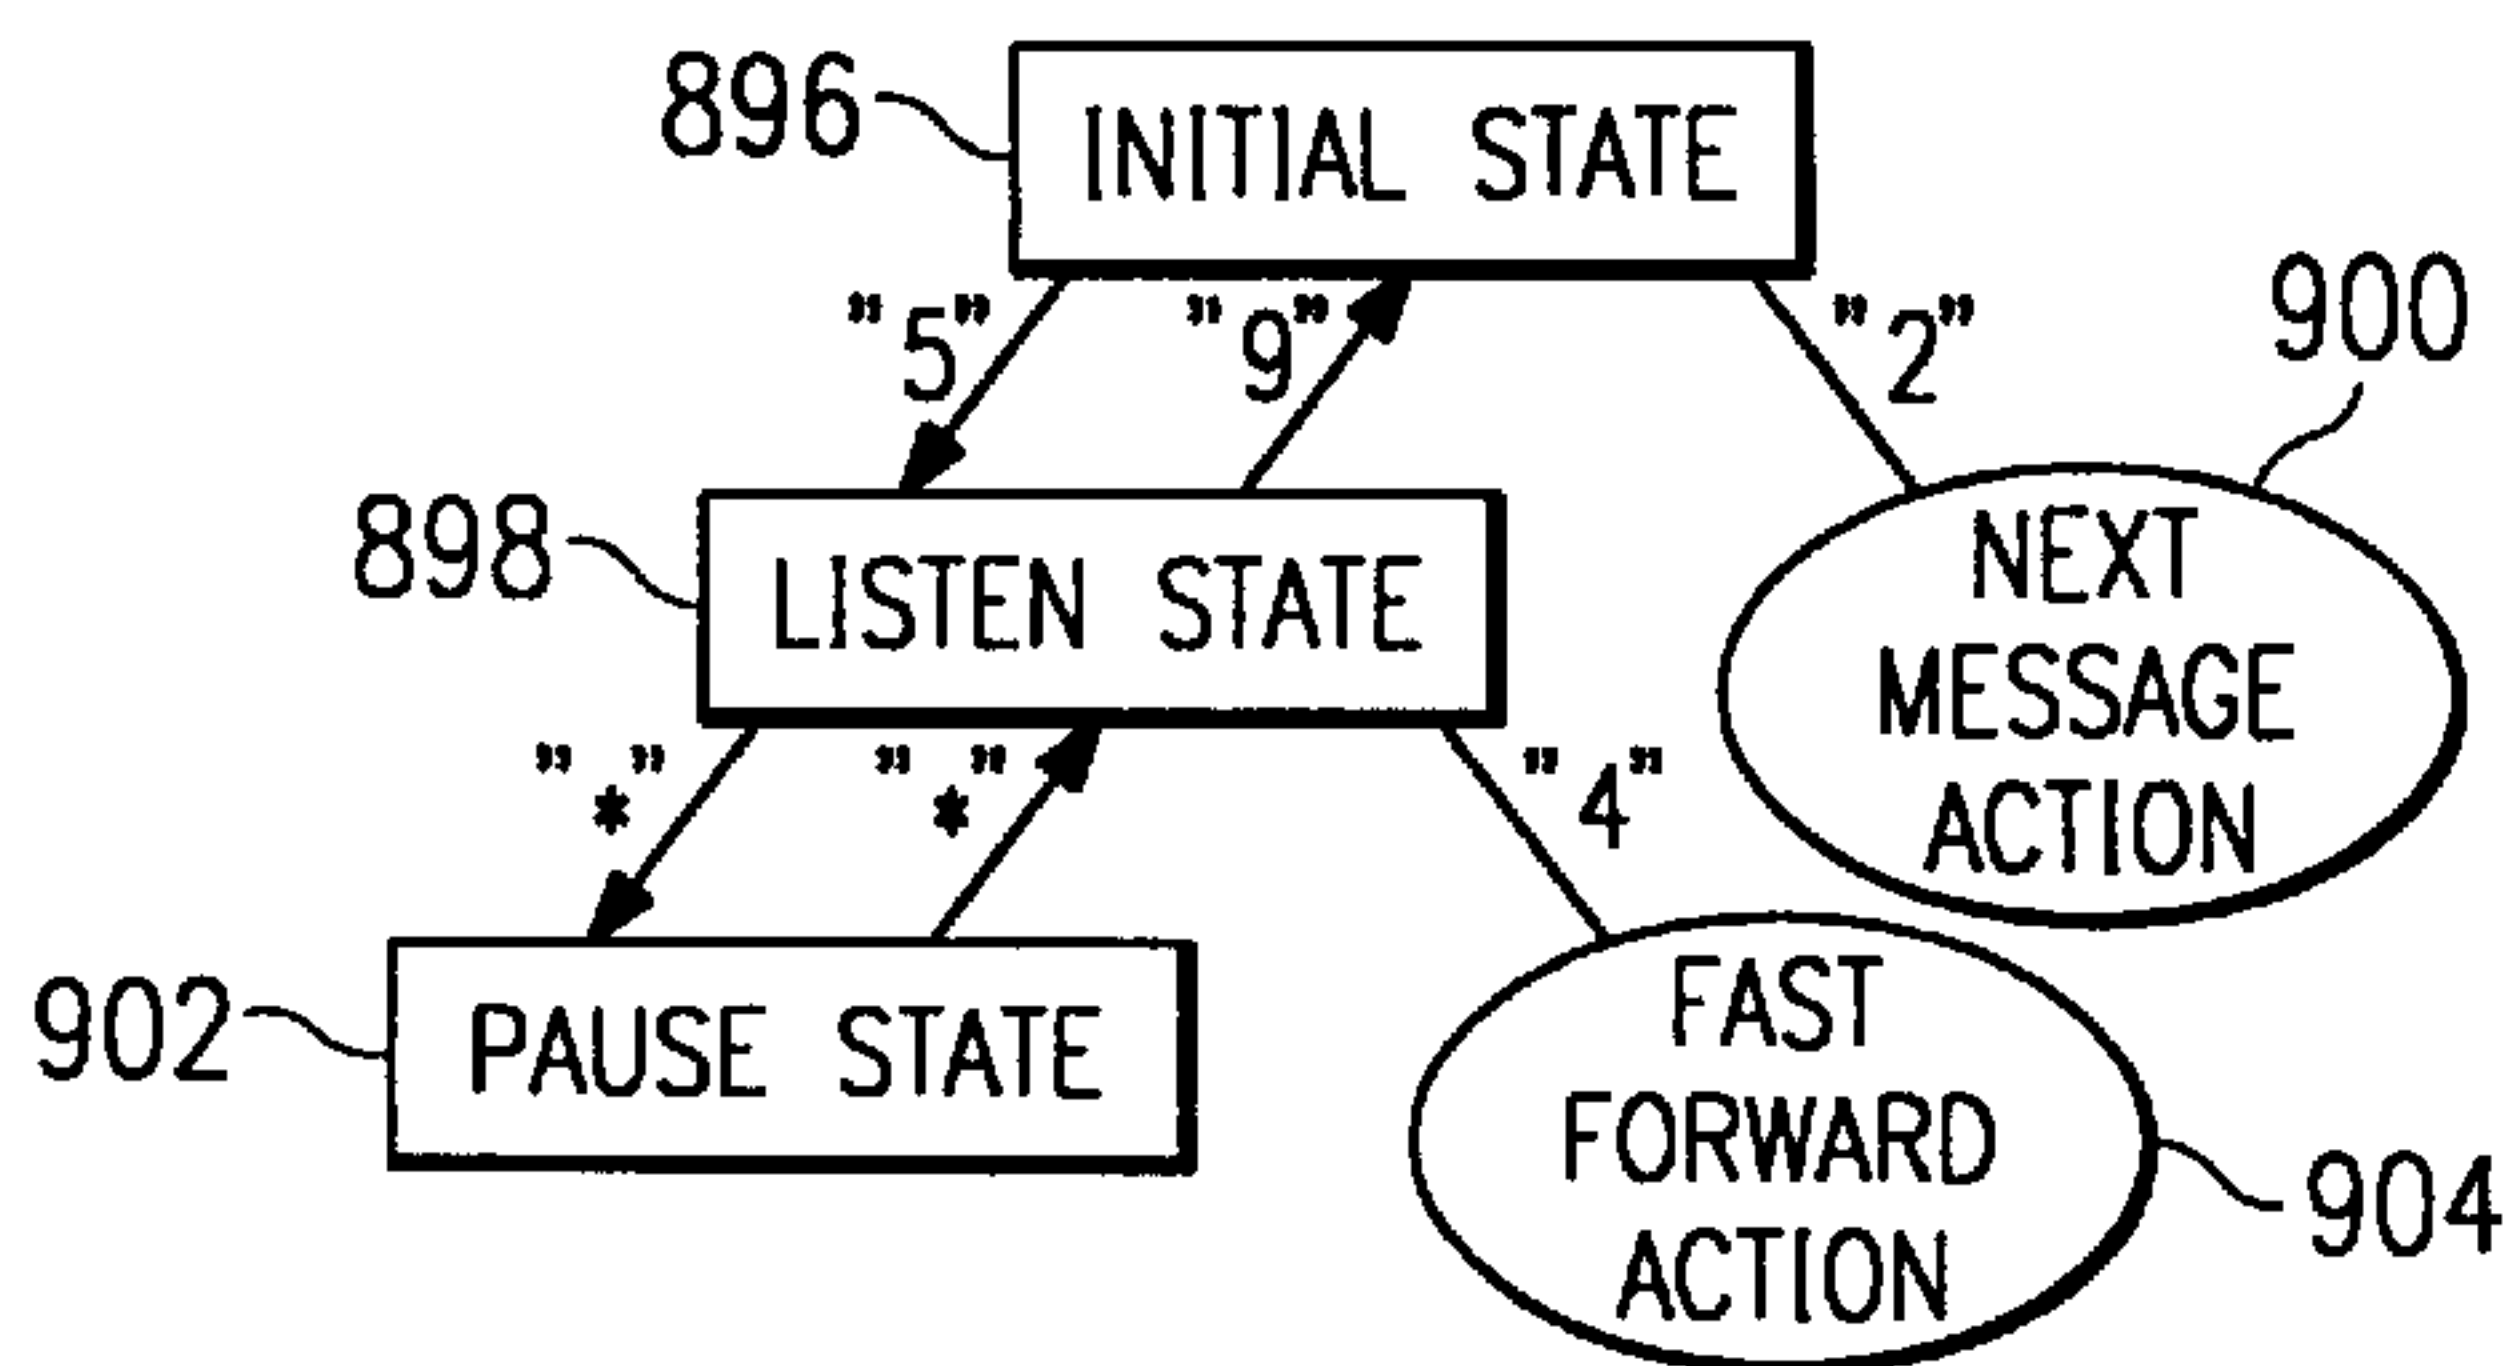 896
INITIAL STATE
"5"
"9"
"2"
900
898
LISTEN STATE
NEXT
MESSAGE
ACTION
"*"
"*"
"4"
902
PAUSE STATE
FAST
FORWARD
ACTION
904